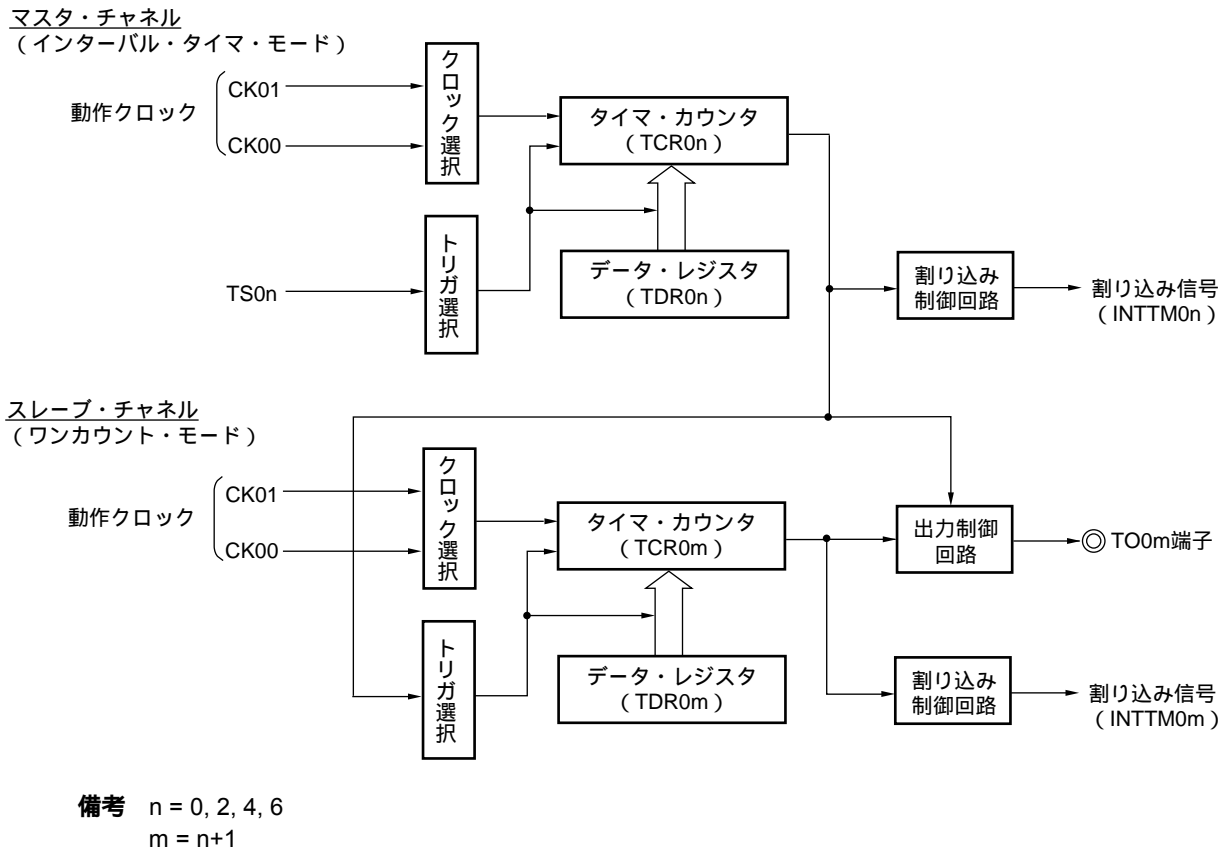 マスタ・チャネル
（インターバル・タイマ・モード）
動作クロック
CK01
CK00
クロック選択
タイマ・カウンタ
（TCR0n）
TS0n
トリガ選択
データ・レジスタ
（TDR0n）
割り込み
制御回路
割り込み信号
（INTTM0n）
スレーブ・チャネル
（ワンカウント・モード）
動作クロック
CK01
CK00
クロック選択
タイマ・カウンタ
（TCR0m）
出力制御
回路
TO0m端子
トリガ選択
データ・レジスタ
（TDR0m）
割り込み
制御回路
割り込み信号
（INTTM0m）
備考 n = 0, 2, 4, 6
m = n+1